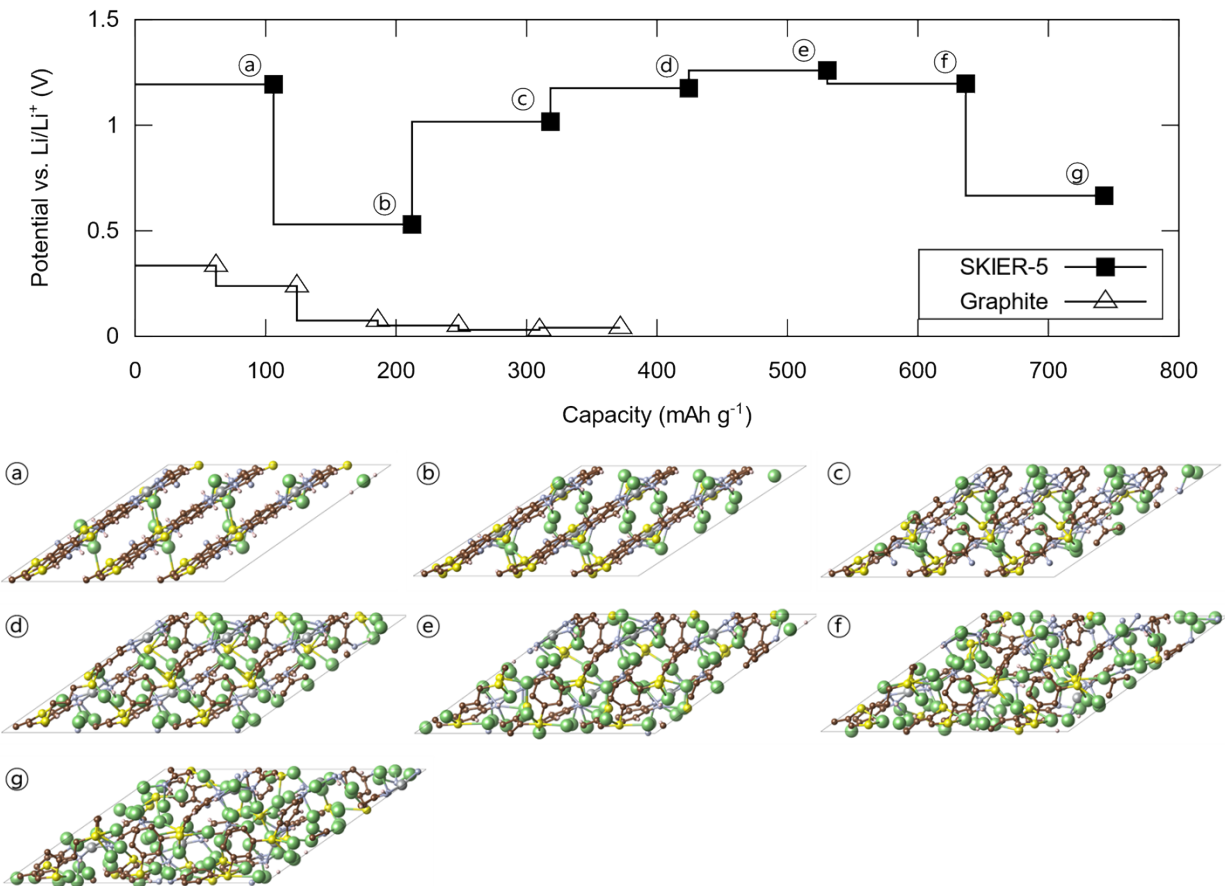 1.5
1
0.5
0
Potential vs. Li/Li⁺ (V)
ⓐ
ⓑ
ⓒ
ⓓ
ⓔ
ⓕ
ⓖ
SKIER-5
Graphite
0 100 200 300 400 500 600 700 800
Capacity (mAh g⁻¹)
ⓐ ⓑ ⓒ
ⓓ ⓔ ⓕ
ⓖ